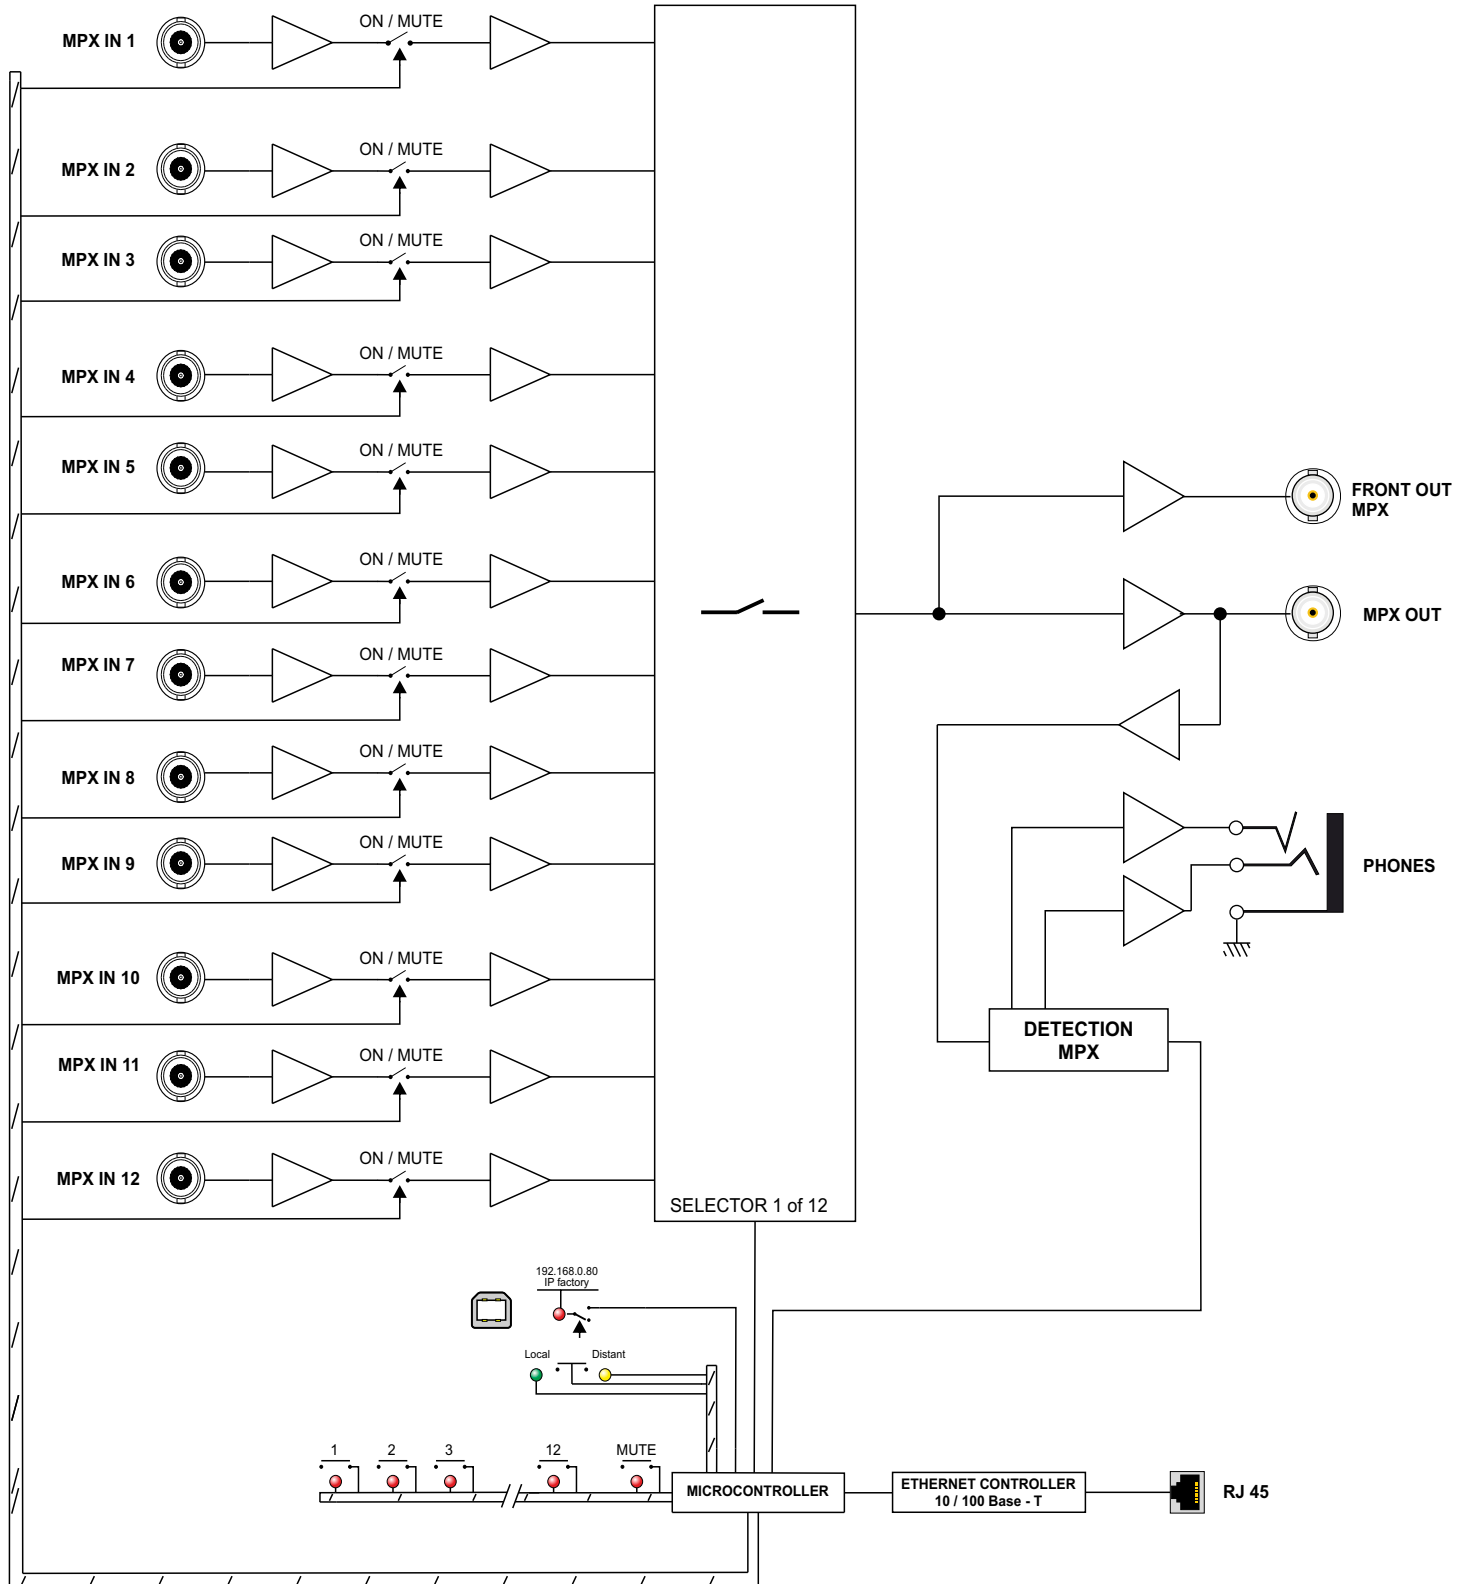 ON / MUTE
MPX IN 1
ON / MUTE
MPX IN 2
ON / MUTE
MPX IN 3
ON / MUTE
MPX IN 4
ON / MUTE
MPX IN 5
ON / MUTE
MPX IN 6
ON / MUTE
MPX IN 7
ON / MUTE
MPX IN 8
ON / MUTE
MPX IN 9
ON / MUTE
MPX IN 10
ON / MUTE
MPX IN 11
ON / MUTE
MPX IN 12
SELECTOR 1 of 12
FRONT OUT
MPX
MPX OUT
PHONES
DETECTION
MPX
192.168.0.80
IP factory
Local
Distant
1
2
3
12
MUTE
MICROCONTROLLER
ETHERNET CONTROLLER
10 / 100 Base - T
RJ 45